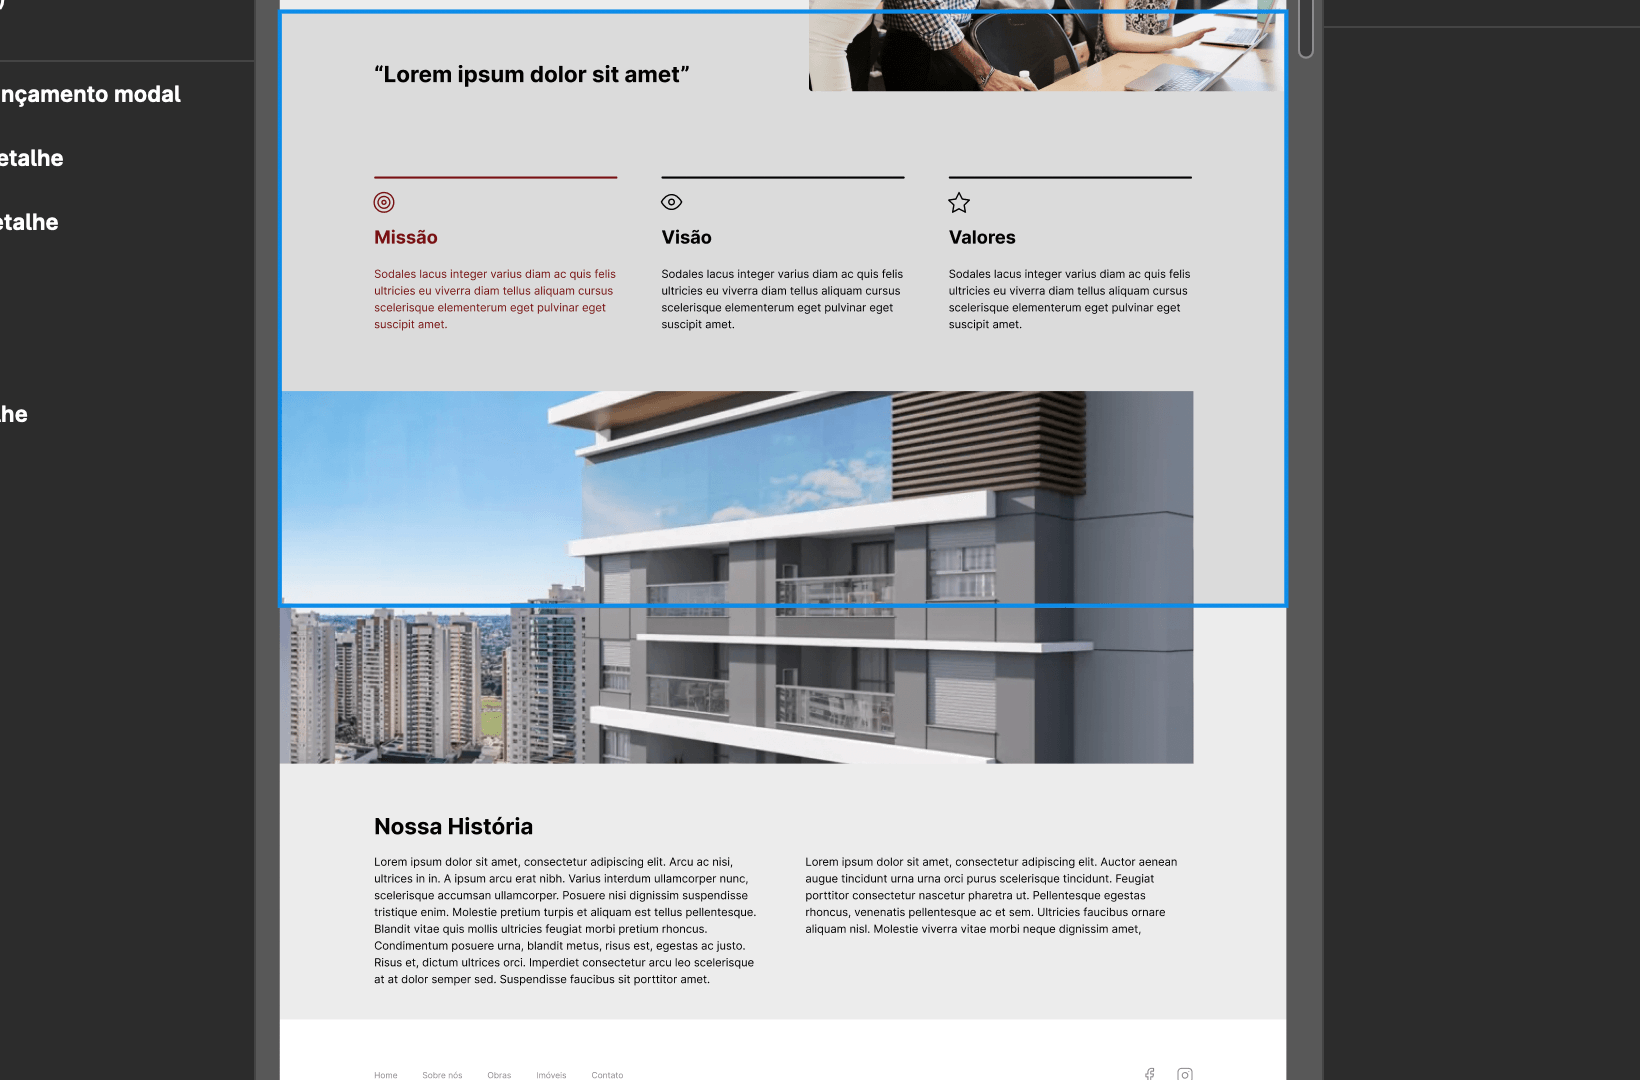 nçamento modal
etalhe
etalhe
lhe
“Lorem ipsum dolor sit amet”
Missão
Sodales lacus integer varius diam ac quis felis
ultricies eu viverra diam tellus aliquam cursus
scelerisque elementerum eget pulvinar eget
suscipit amet.
Visão
Sodales lacus integer varius diam ac quis felis
ultricies eu viverra diam tellus aliquam cursus
scelerisque elementerum eget pulvinar eget
suscipit amet.
Valores
Sodales lacus integer varius diam ac quis felis
ultricies eu viverra diam tellus aliquam cursus
scelerisque elementerum eget pulvinar eget
suscipit amet.
Nossa História
Lorem ipsum dolor sit amet, consectetur adipiscing elit. Arcu ac nisi,
ultrices in in. A ipsum arcu erat nibh. Varius interdum ullamcorper nunc,
scelerisque accumsan ullamcorper. Posuere nisi dignissim suspendisse
tristique enim. Molestie pretium turpis et aliquam est tellus pellentesque.
Blandit vitae quis mollis ultricies feugiat morbi pretium rhoncus.
Condimentum posuere urna, blandit metus, risus est, egestas ac justo.
Risus et, dictum ultrices orci. Imperdiet consectetur arcu leo scelerisque
at at dolor semper sed. Suspendisse faucibus sit porttitor amet.
Lorem ipsum dolor sit amet, consectetur adipiscing elit. Auctor aenean
augue tincidunt urna urna orci purus scelerisque tincidunt. Feugiat
porttitor consectetur nascetur pharetra ut. Pellentesque egestas
rhoncus, venenatis pellentesque ac et sem. Ultricies faucibus ornare
aliquam nisl. Molestie viverra vitae morbi neque dignissim amet,
Home Sobre nós Obras Imóveis Contato